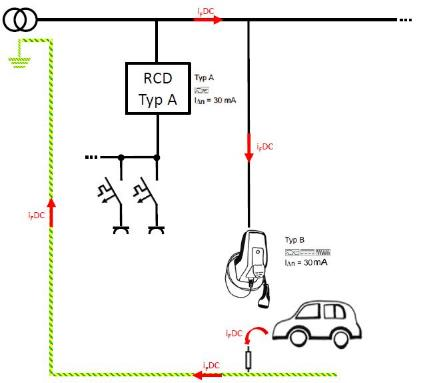 iFDC
RCD
Typ A
Typ A
IΔn = 30 mA
iFDC
iFDC
Typ B
IΔn = 30mA
iFDC
iFDC